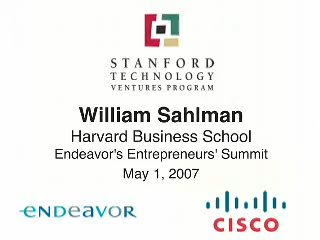 STANFORD
TECHNOLOGY
VENTURES PROGRAM
William Sahlman
Harvard Business School
Endeavor's Entrepreneurs' Summit
May 1, 2007
ENDEAVOR
CISCO